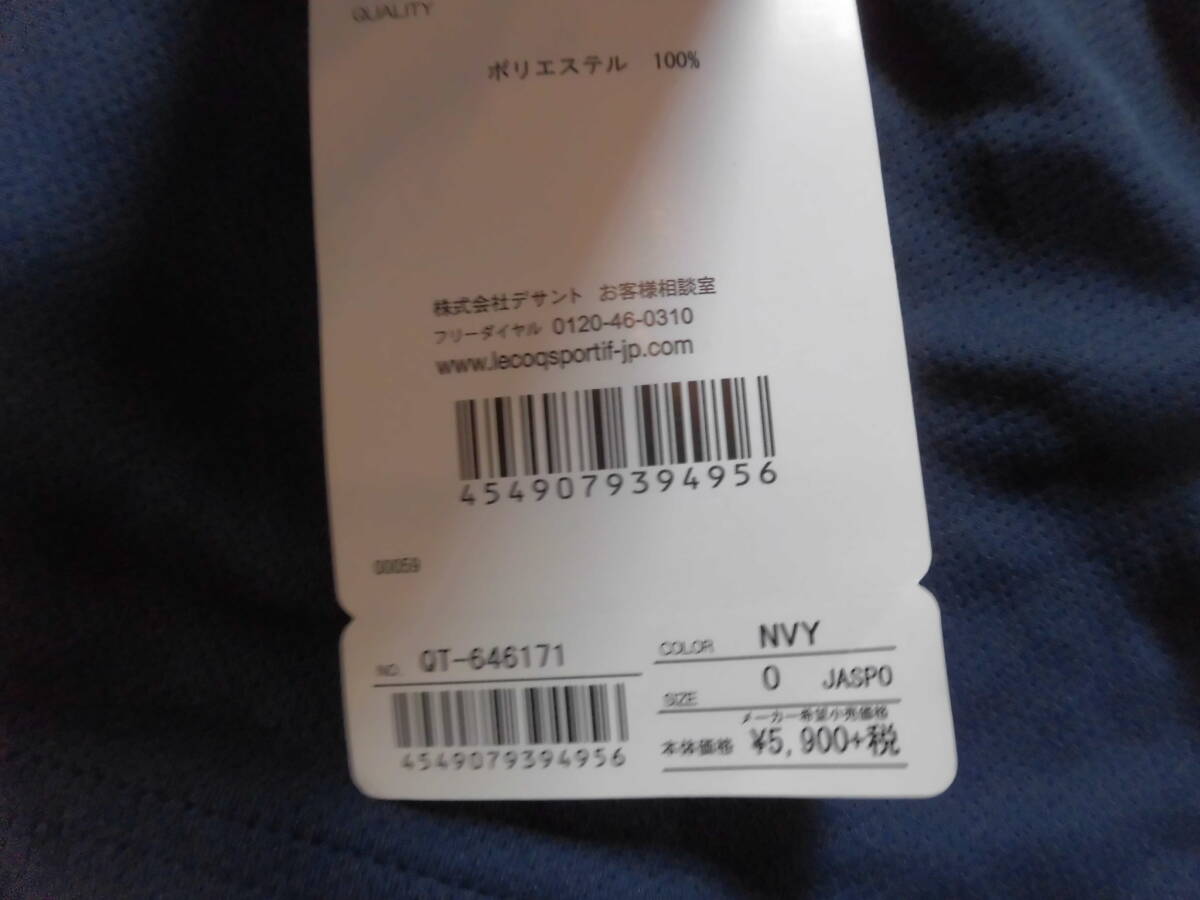 QUALITY
ポリエステル 100%
株式会社デサント お客様相談室
フリーダイヤル 0120-46-0310
www.lecoqsportif-jp.com
4549079394956
00059
NO. QT-646171
4549079394956
COLOR NVY
SIZE 0 JASPO
メーカー希望小売価格
本体価格 ¥5,900+税